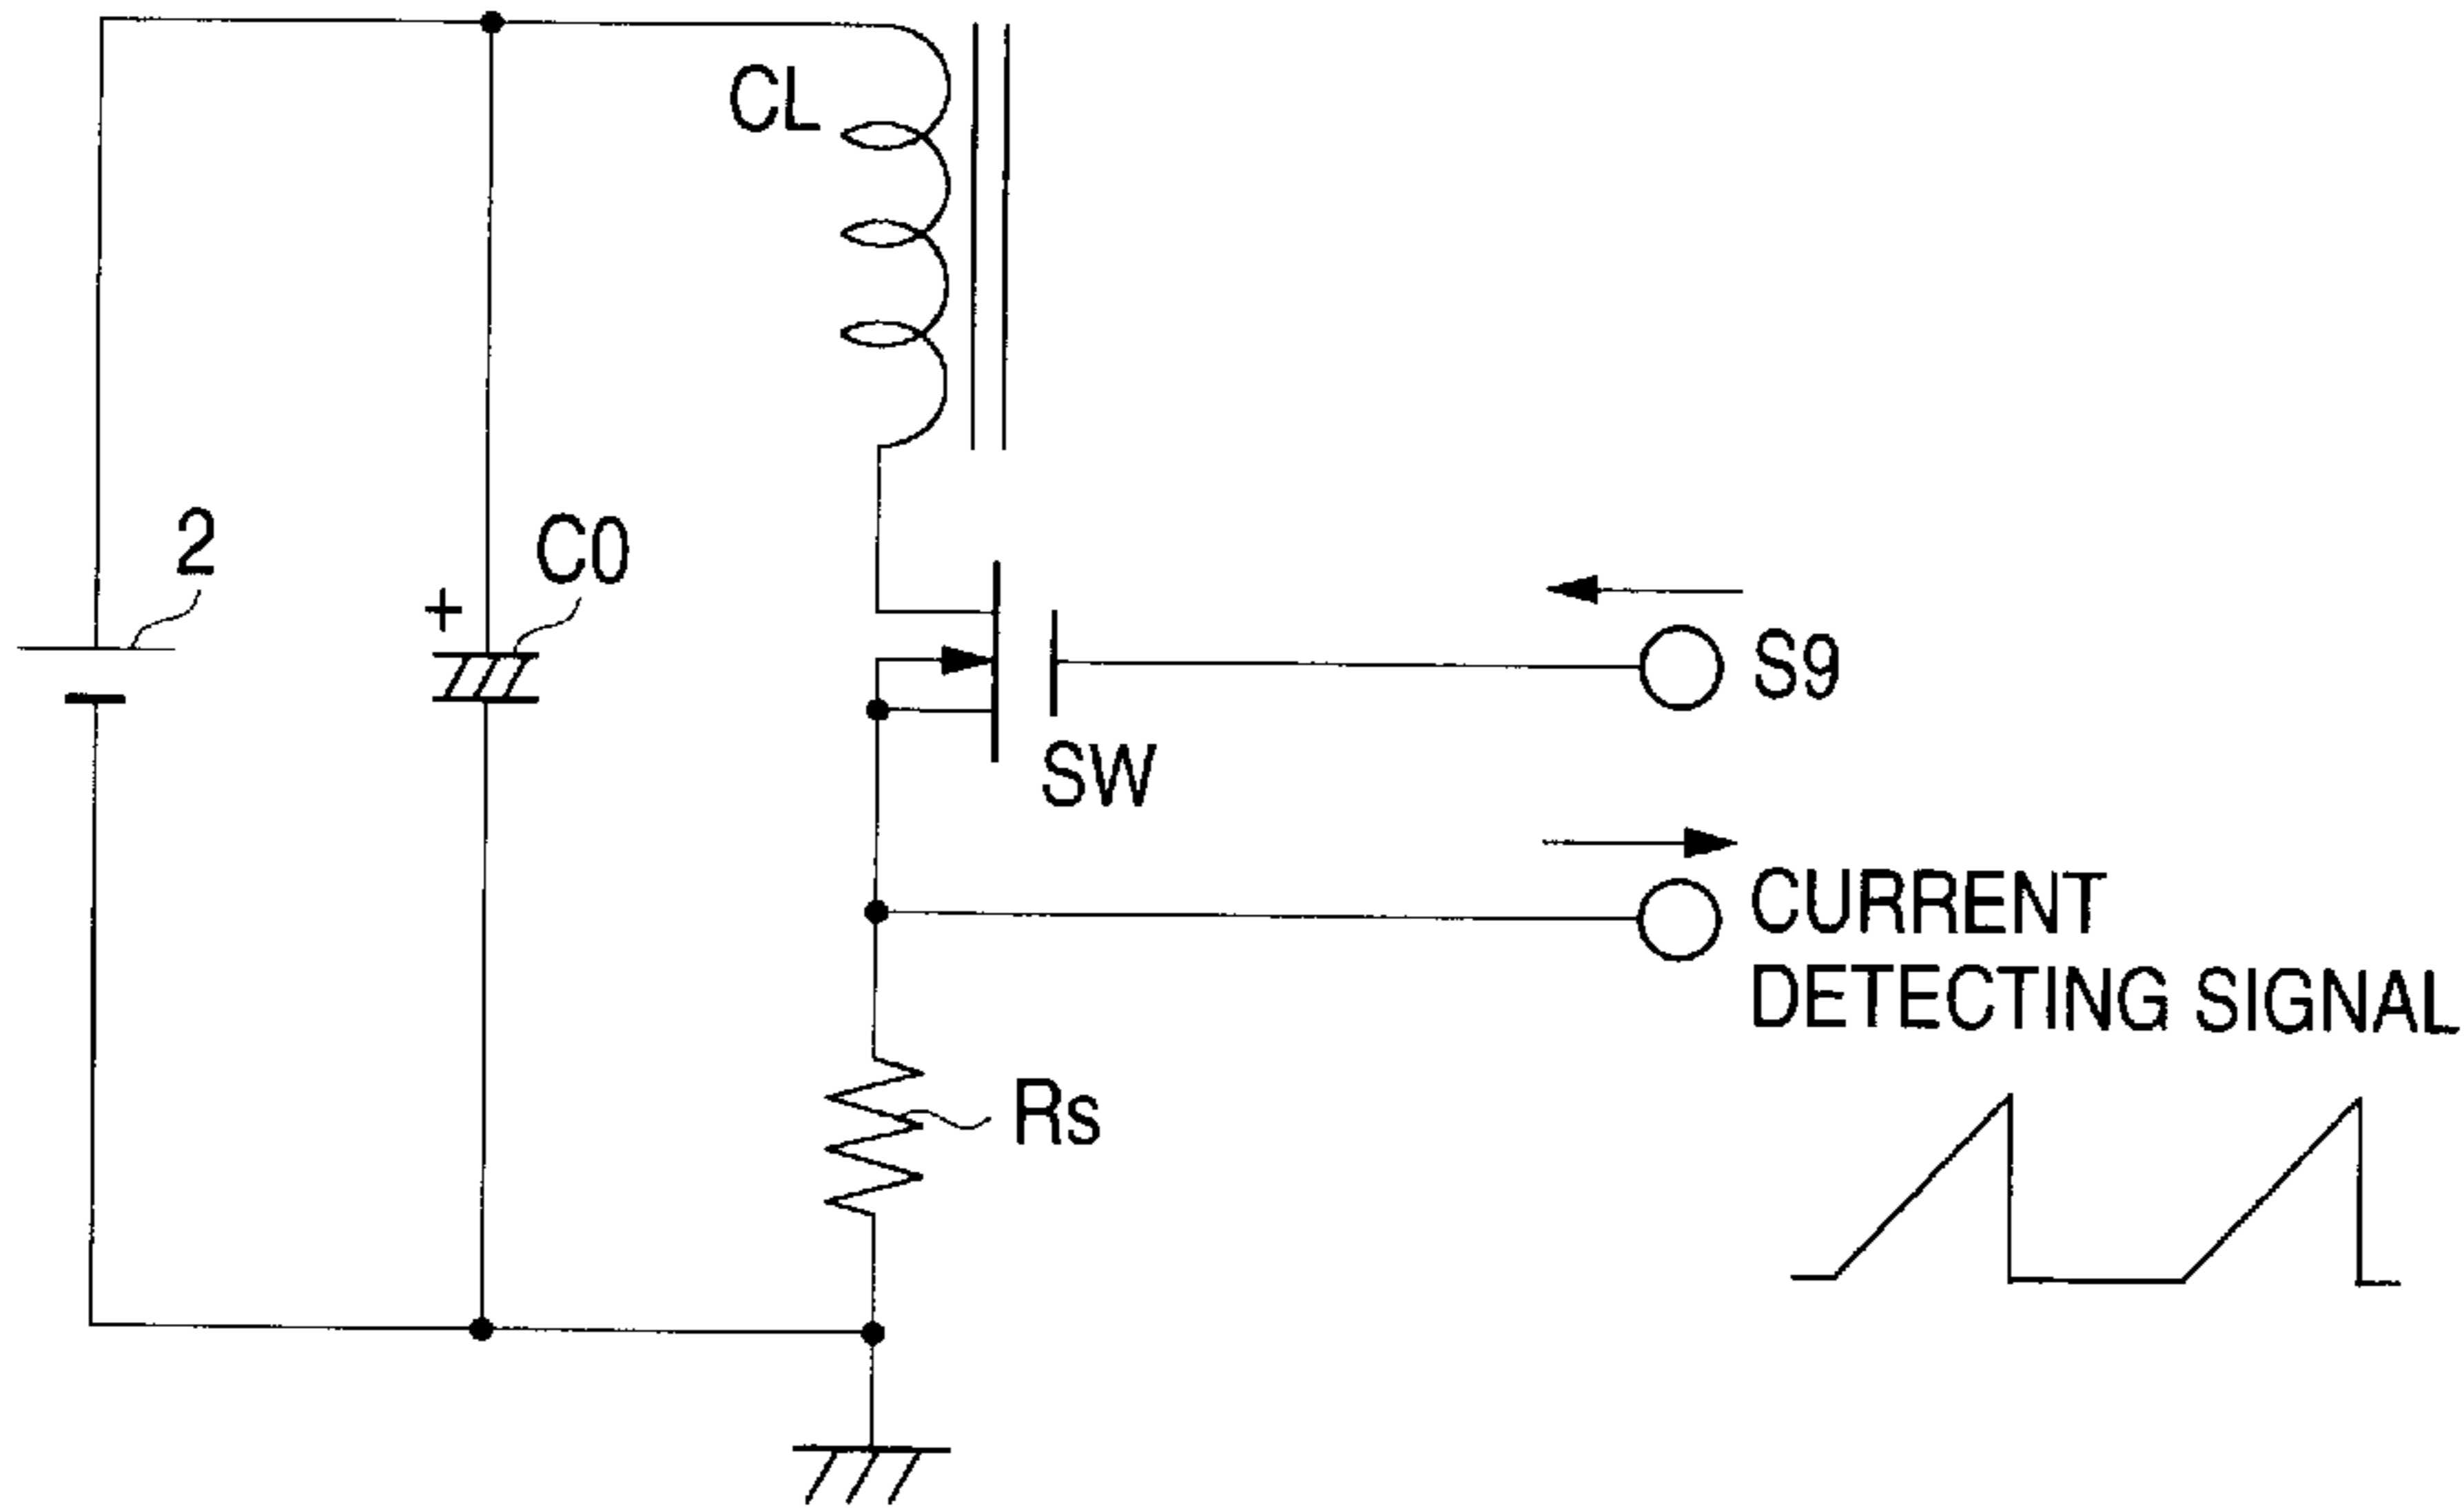 CL
2
C0
+
S9
SW
CURRENT
DETECTING SIGNAL
Rs